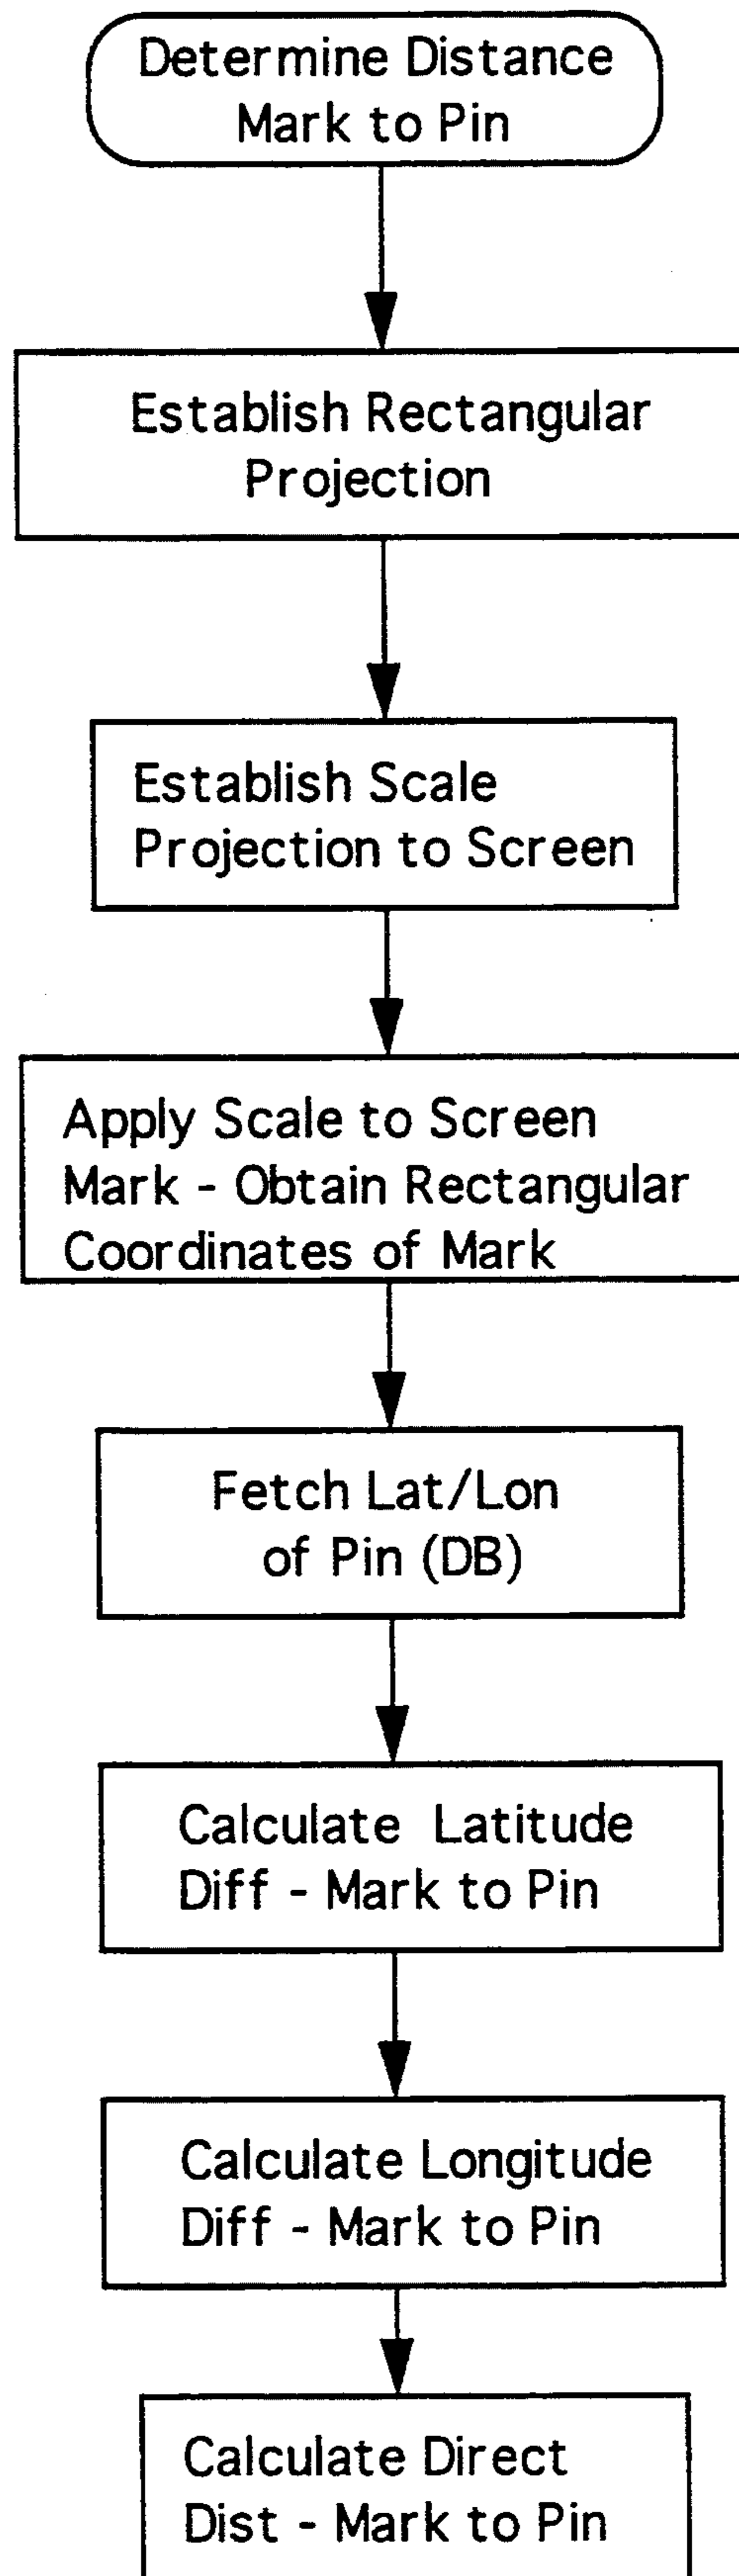 Determine Distance
Mark to Pin
Establish Rectangular
Projection
Establish Scale
Projection to Screen
Apply Scale to Screen
Mark - Obtain Rectangular
Coordinates of Mark
Fetch Lat/Lon
of Pin (DB)
Calculate Latitude
Diff - Mark to Pin
Calculate Longitude
Diff - Mark to Pin
Calculate Direct
Dist - Mark to Pin